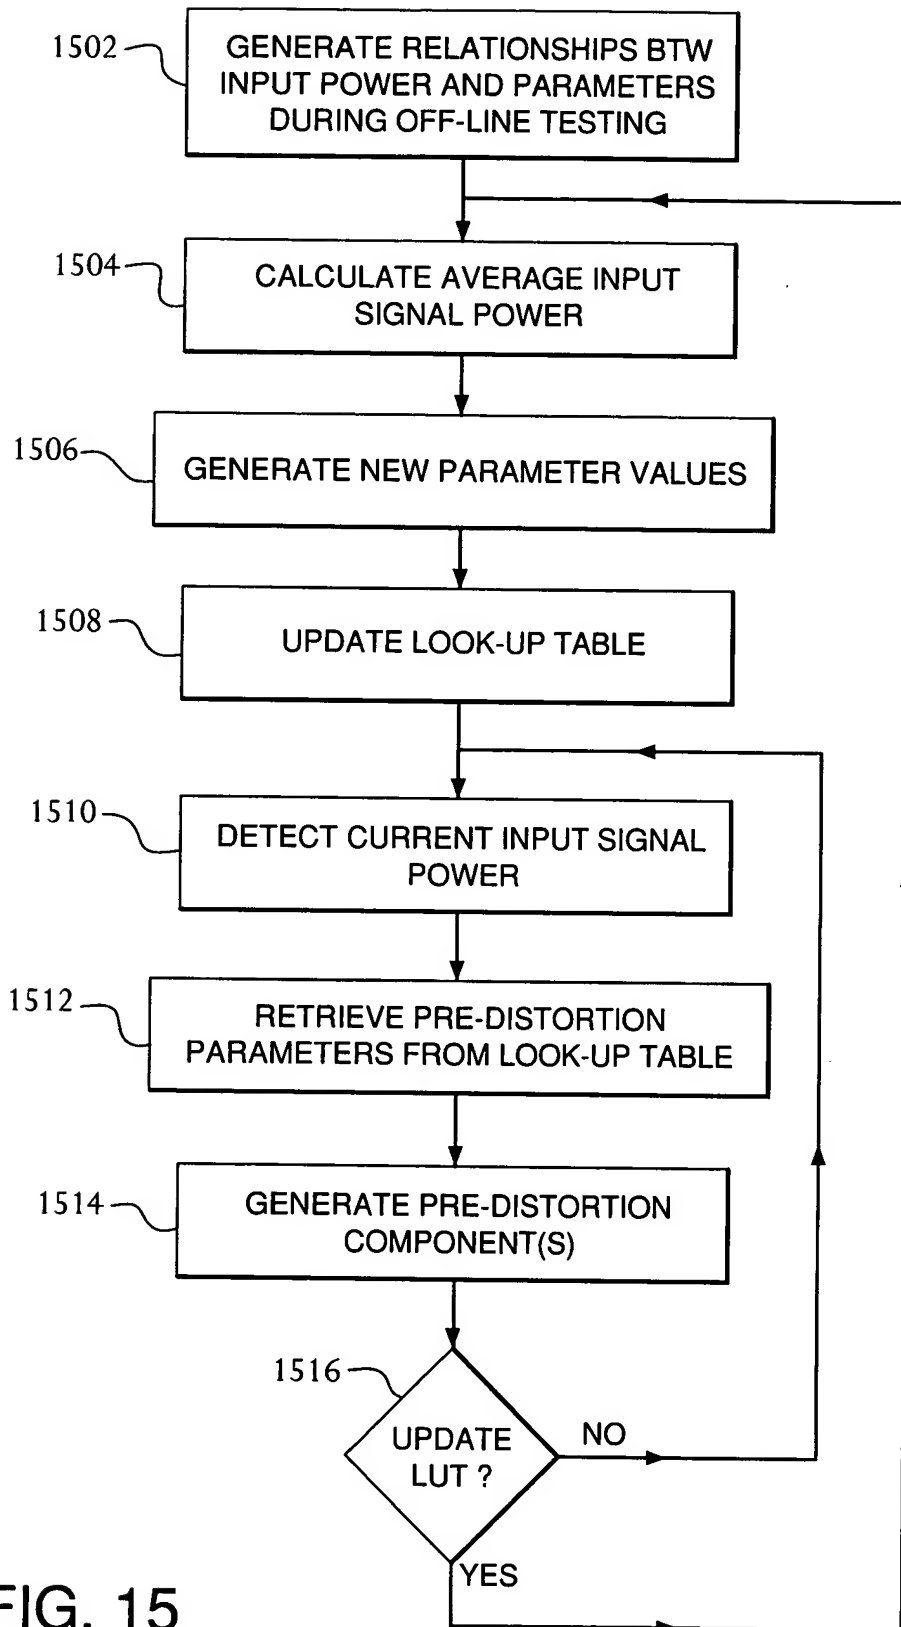 1502
GENERATE RELATIONSHIPS BTW
INPUT POWER AND PARAMETERS
DURING OFF-LINE TESTING
1504
CALCULATE AVERAGE INPUT
SIGNAL POWER
1506
GENERATE NEW PARAMETER VALUES
1508
UPDATE LOOK-UP TABLE
1510
DETECT CURRENT INPUT SIGNAL
POWER
1512
RETRIEVE PRE-DISTORTION
PARAMETERS FROM LOOK-UP TABLE
1514
GENERATE PRE-DISTORTION
COMPONENT(S)
1516
UPDATE
LUT ?
NO
YES
FIG. 15